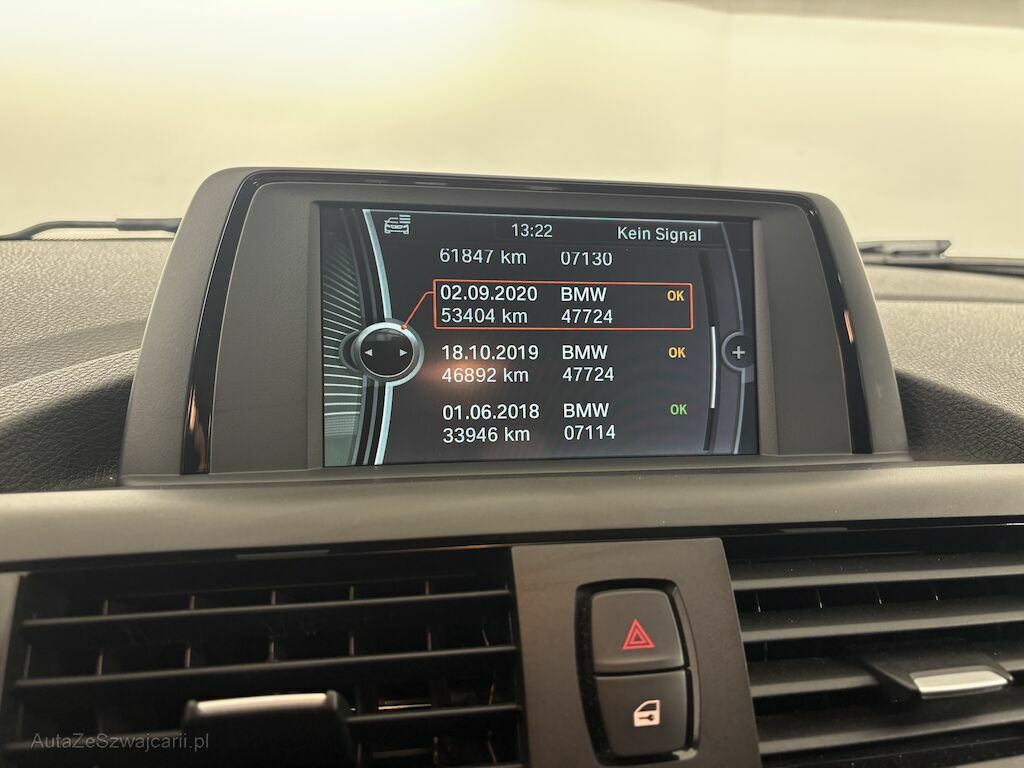 13:22 Kein Signal
61847 km 07130
02.09.2020 BMW OK
53404 km 47724
18.10.2019 BMW OK
46892 km 47724
01.06.2018 BMW OK
33946 km 07114
AutaZeSzwajcarii.pl